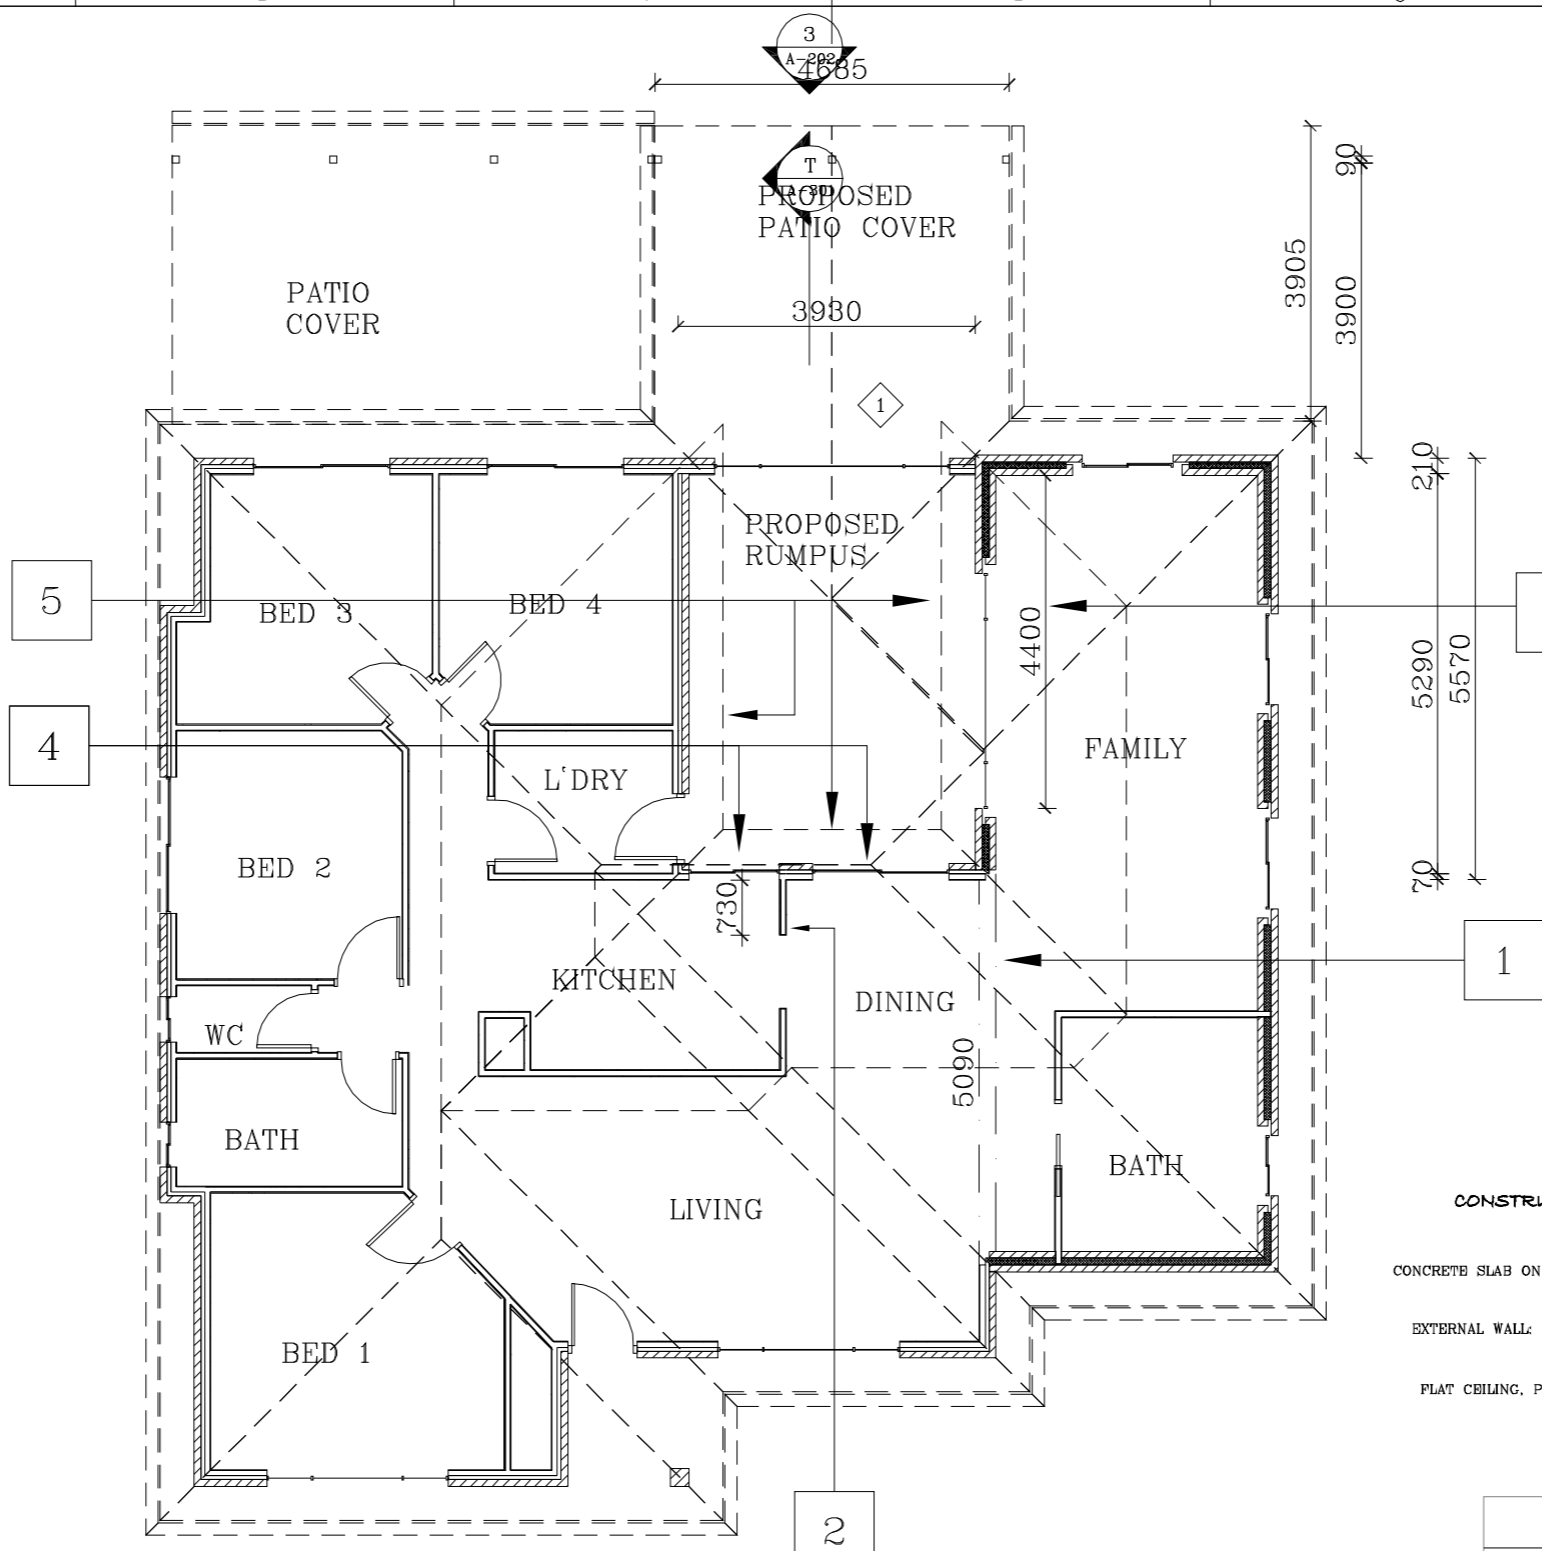 3
A-202
4685
T
A-301
PROPOSED
PATIO COVER
90
3905
3900
PATIO
COVER
3930
1
210
PROPOSED
RUMPUS
5
BED 3
BED 4
4400
5290
5570
4
L'DRY
FAMILY
BED 2
730
70
KITCHEN
DINING
1
WC
5090
BATH
BATH
LIVING
CONSTRU
CONCRETE SLAB ON
EXTERNAL WALL:
BED 1
FLAT CEILING, P
2